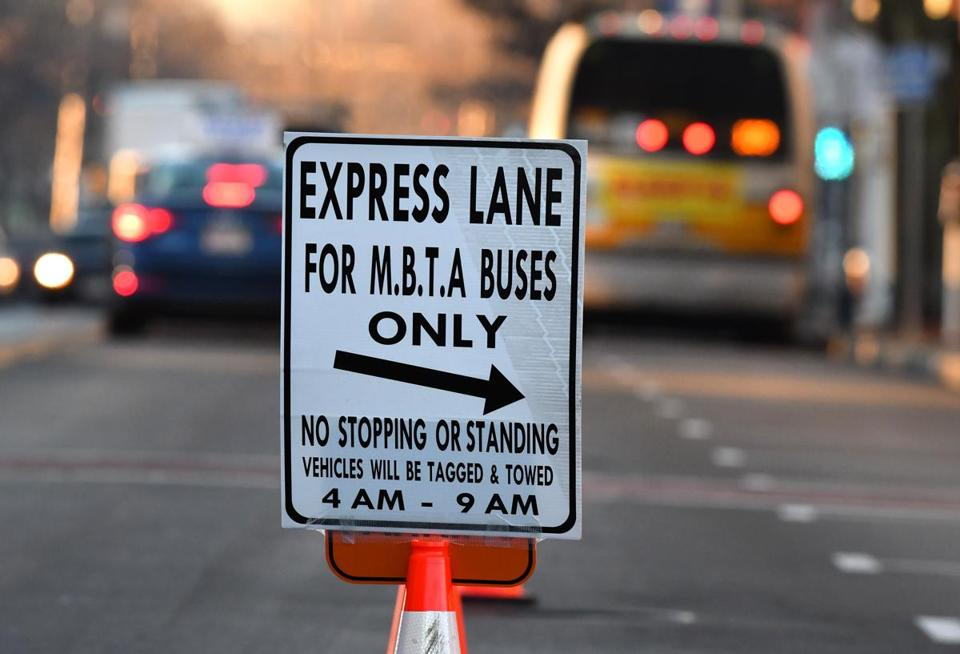 EXPRESS LANE
FOR M.B.T.A BUSES
ONLY
NO STOPPING OR STANDING
VEHICLES WILL BE TAGGED & TOWED
4 AM - 9 AM